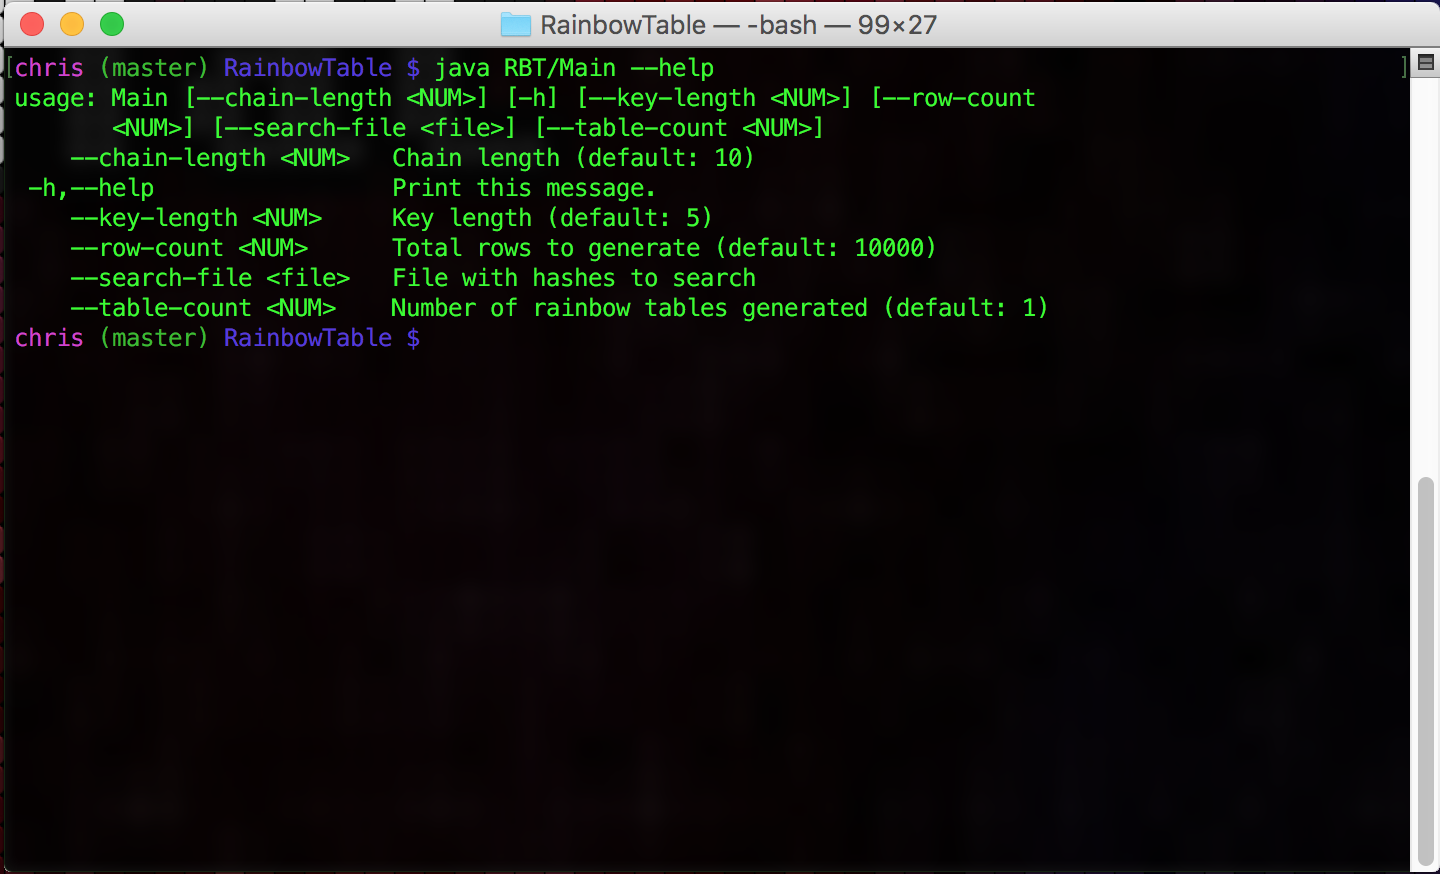 RainbowTable — -bash — 99×27
[chris (master) RainbowTable $ java RBT/Main --help ]
usage: Main [--chain-length <NUM>] [-h] [--key-length <NUM>] [--row-count
       <NUM>] [--search-file <file>] [--table-count <NUM>]
    --chain-length <NUM>   Chain length (default: 10)
 -h,--help                 Print this message.
    --key-length <NUM>     Key length (default: 5)
    --row-count <NUM>      Total rows to generate (default: 10000)
    --search-file <file>   File with hashes to search
    --table-count <NUM>    Number of rainbow tables generated (default: 1)
chris (master) RainbowTable $